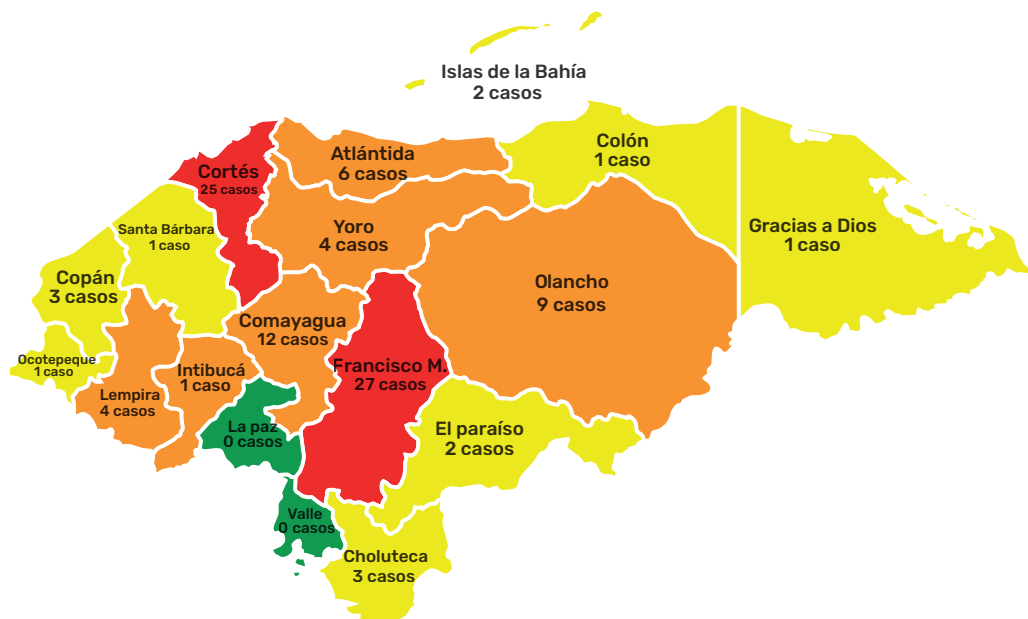 Islas de la Bahía
2 casos
Colón
1 caso
Atlántida
6 casos
Cortés
25 casos
Yoro
4 casos
Gracias a Dios
1 caso
Santa Bárbara
1 caso
Copán
3 casos
Olancho
9 casos
Comayagua
12 casos
Ocotepeque
1 caso
Intibucá
1 caso
Francisco M.
27 casos
Lempira
4 casos
La paz
0 casos
El paraíso
2 casos
Valle
0 casos
Choluteca
3 casos